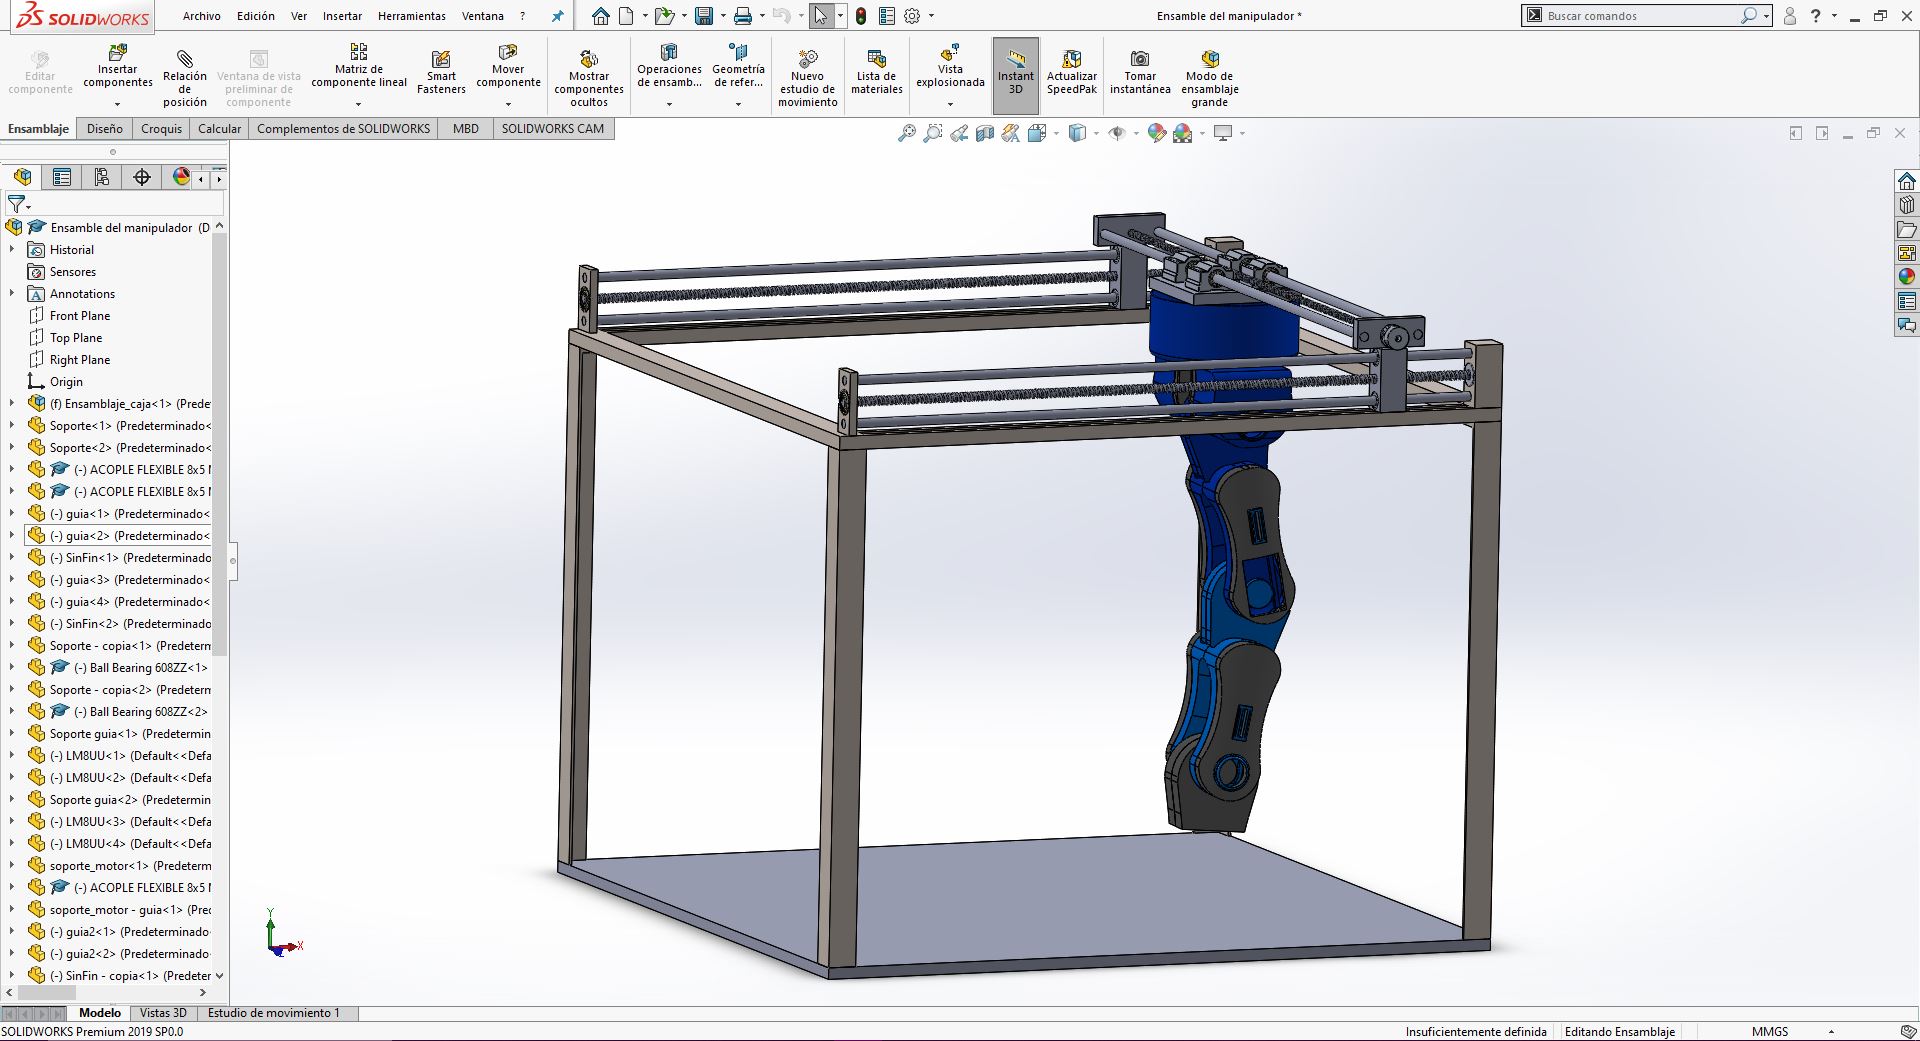 SOLIDWORKS
Archivo Edición Ver Insertar Herramientas Ventana ?
Ensamble del manipulador *
Buscar comandos
?
Editar componente
Insertar componentes
Relación de posición
Ventana de vista preliminar de componente
Matriz de componente lineal
Smart Fasteners
Mover componente
Mostrar componentes ocultos
Operaciones de ensamb...
Geometría de refer...
Nuevo estudio de movimiento
Lista de materiales
Vista explosionada
Instant 3D
Actualizar SpeedPak
Tomar instantánea
Modo de ensamblaje grande
Ensamblaje Diseño Croquis Calcular Complementos de SOLIDWORKS MBD SOLIDWORKS CAM
Ensamble del manipulador (D
Historial
Sensores
Annotations
Front Plane
Top Plane
Right Plane
Origin
(f) Ensamblaje_caja<1> (Prede
Soporte<1> (Predeterminado<
Soporte<2> (Predeterminado<
(-) ACOPLE FLEXIBLE 8x5
(-) ACOPLE FLEXIBLE 8x5
(-) guia<1> (Predeterminado<
(-) guia<2> (Predeterminado<
(-) SinFin<1> (Predeterminado
(-) guia<3> (Predeterminado<
(-) guia<4> (Predeterminado<
(-) SinFin<2> (Predeterminado
Soporte - copia<1> (Predeterm
(-) Ball Bearing 608ZZ<1>
Soporte - copia<2> (Predeterm
(-) Ball Bearing 608ZZ<2>
Soporte guia<1> (Predetermin
(-) LM8UU<1> (Default<<Defa
(-) LM8UU<2> (Default<<Defa
Soporte guia<2> (Predetermin
(-) LM8UU<3> (Default<<Defa
(-) LM8UU<4> (Default<<Defa
soporte_motor<1> (Predeterm
(-) ACOPLE FLEXIBLE 8x5
soporte_motor - guia<1> (Pred
(-) guia2<1> (Predeterminado
(-) guia2<2> (Predeterminado
(-) SinFin - copia<1> (Predeter
Y
X
Modelo Vistas 3D Estudio de movimiento 1
SOLIDWORKS Premium 2019 SP0.0
Insuficientemente definida Editando Ensamblaje MMGS